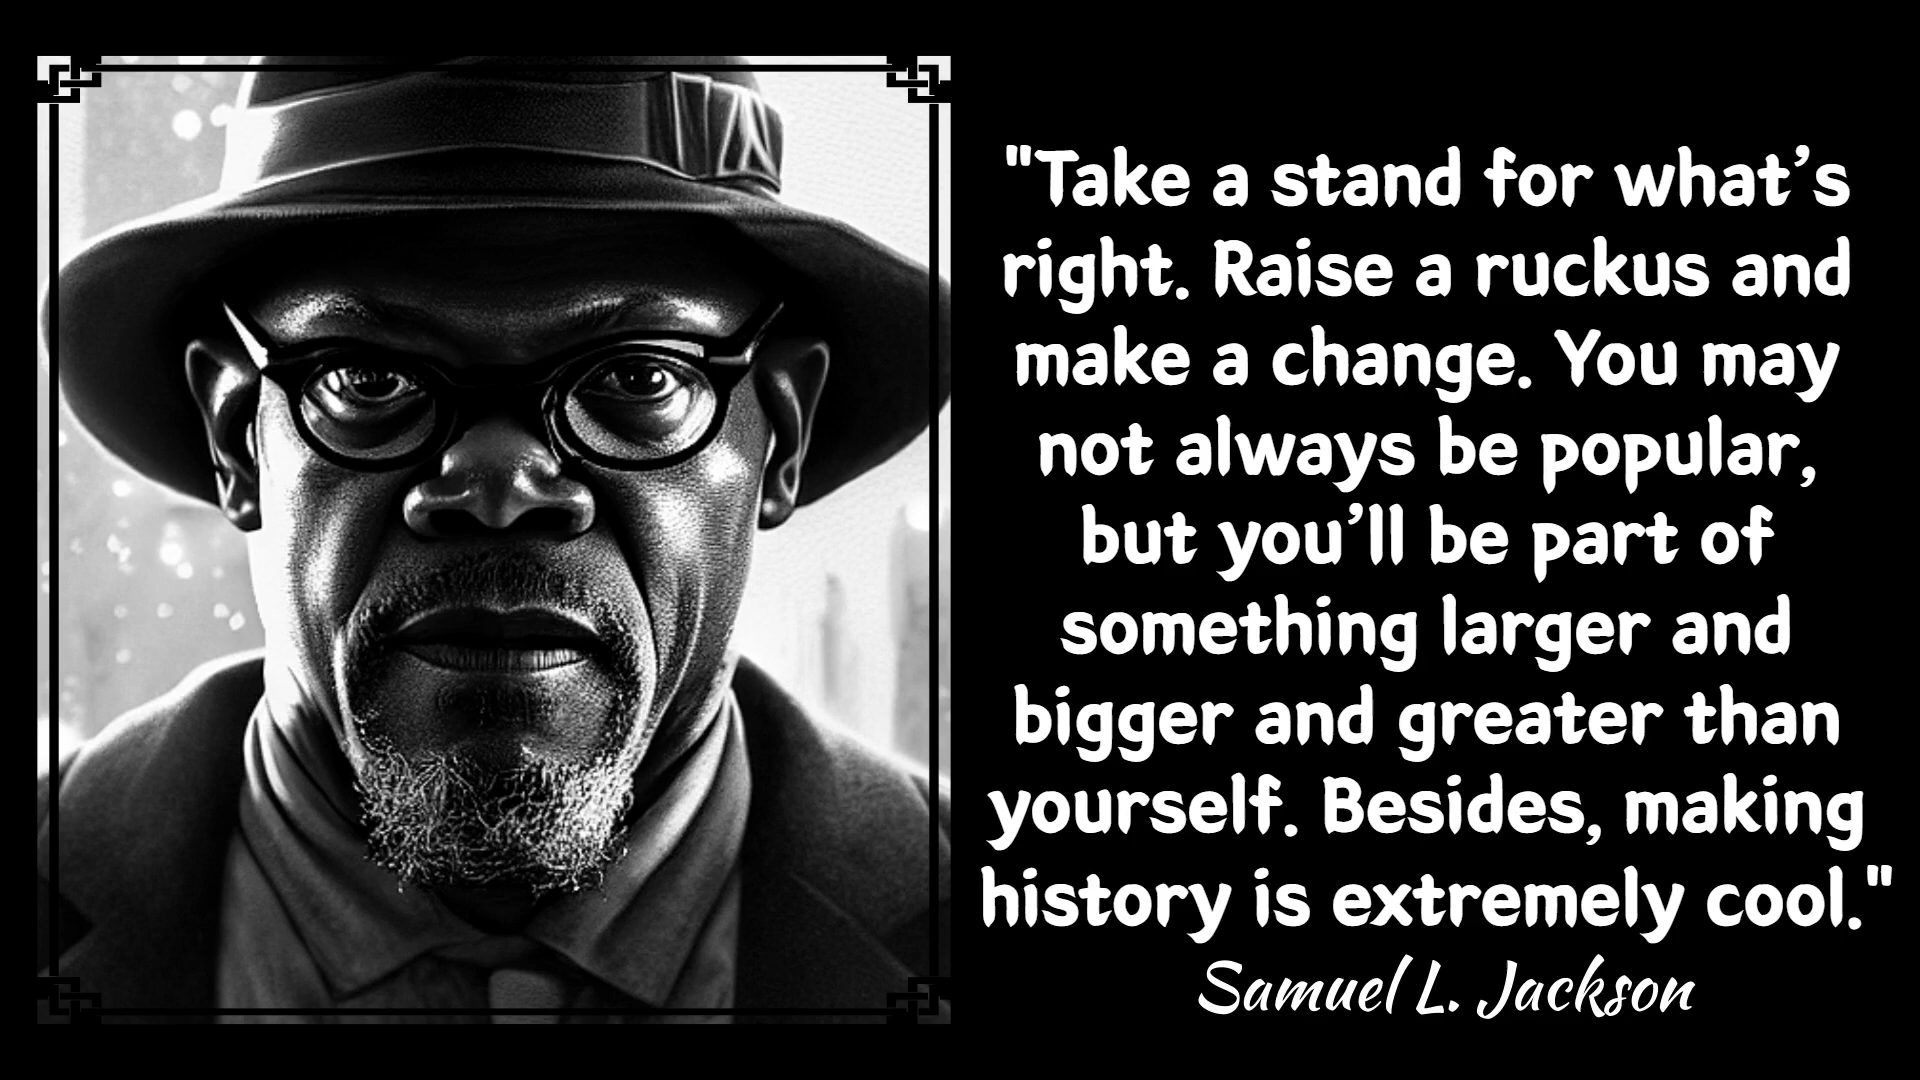 "Take a stand for what’s
right. Raise a ruckus and
make a change. You may
not always be popular,
but you’ll be part of
something larger and
bigger and greater than
yourself. Besides, making
history is extremely cool."
Samuel L. Jackson